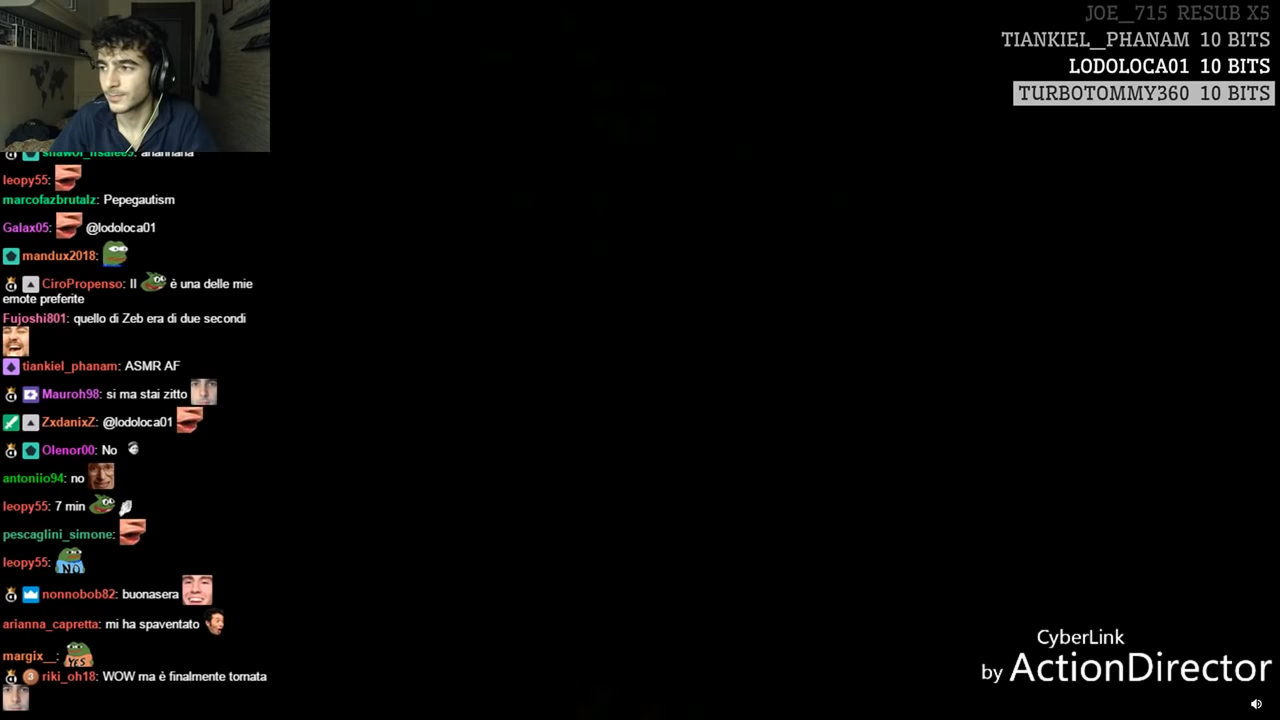 JOE_715 RESUB X5
TIANKIEL_PHANAM 10 BITS
LODOLOCA01 10 BITS
TURBOTOMMY360 10 BITS
leopy55:
marcofazbrutalz: Pepegautism
Galax05: @lodoloca01
mandux2018:
CiroPropenso: Il è una delle mie
emote preferite
Fujoshi801: quello di Zeb era di due secondi
tiankiel_phanam: ASMR AF
Mauroh98: si ma stai zitto
ZxdanixZ: @lodoloca01
Olenor00: No
antoniio94: no
leopy55: 7 min
pescaglini_simone:
leopy55:
NO
nonnobob82: buonasera
arianna_capretta: mi ha spaventato
margix__:
YES
3 riki_oh18: WOW ma è finalmente tornata
CyberLink
by ActionDirector